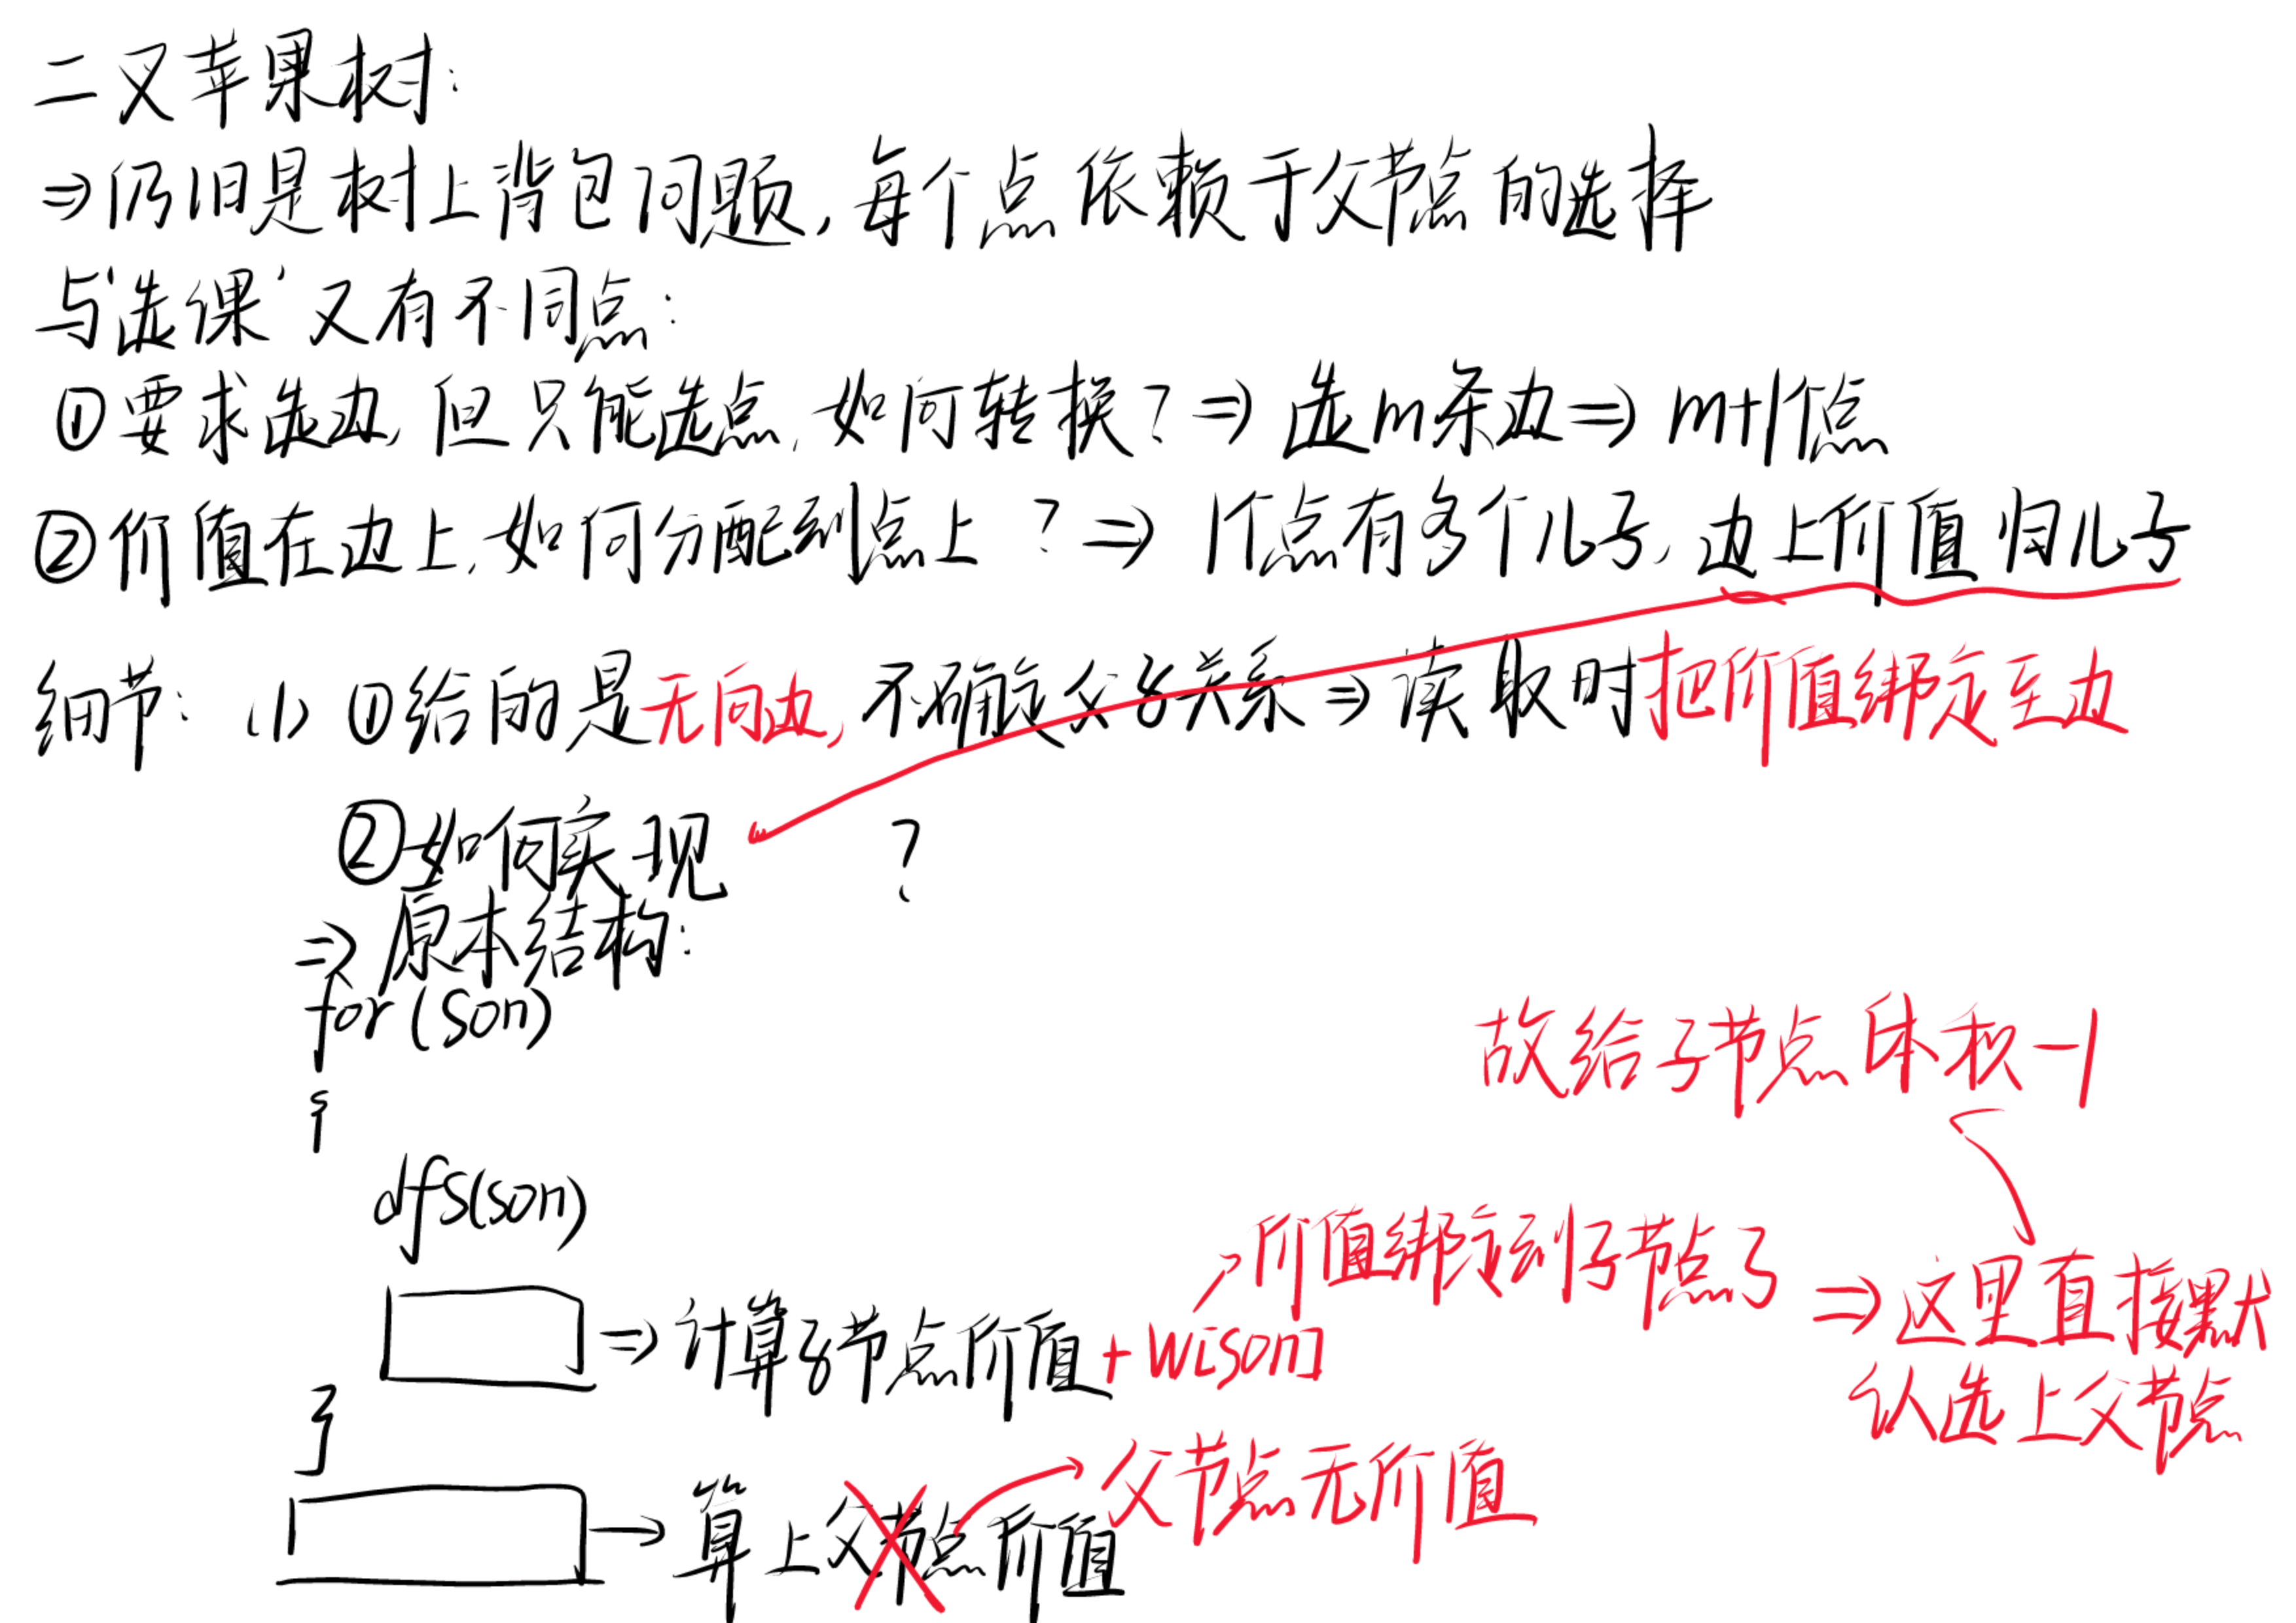 二叉苹果树:
⇒仍旧是树上背包问题,每个点依赖于父节点的选择
与'选课'又有不同点:
①要求选边,但只能选点,如何转换?⇒选m条边⇒m+1个点
②价值在边上,如何分配到点上?⇒1个点有多个儿子,边上价值归儿子
细节: (1) ①给的是无向边,不确定父子关系⇒读取时把价值绑定至边
②如何实现 ?
⇒原本结构:
for(son)
{
故给子节点体积-1
dfs(son)
价值绑定到子节点了
⇒这里直接默
⇒计算子节点价值+w[son]
认选上父节点
}
父节点无价值
→算上父节点价值